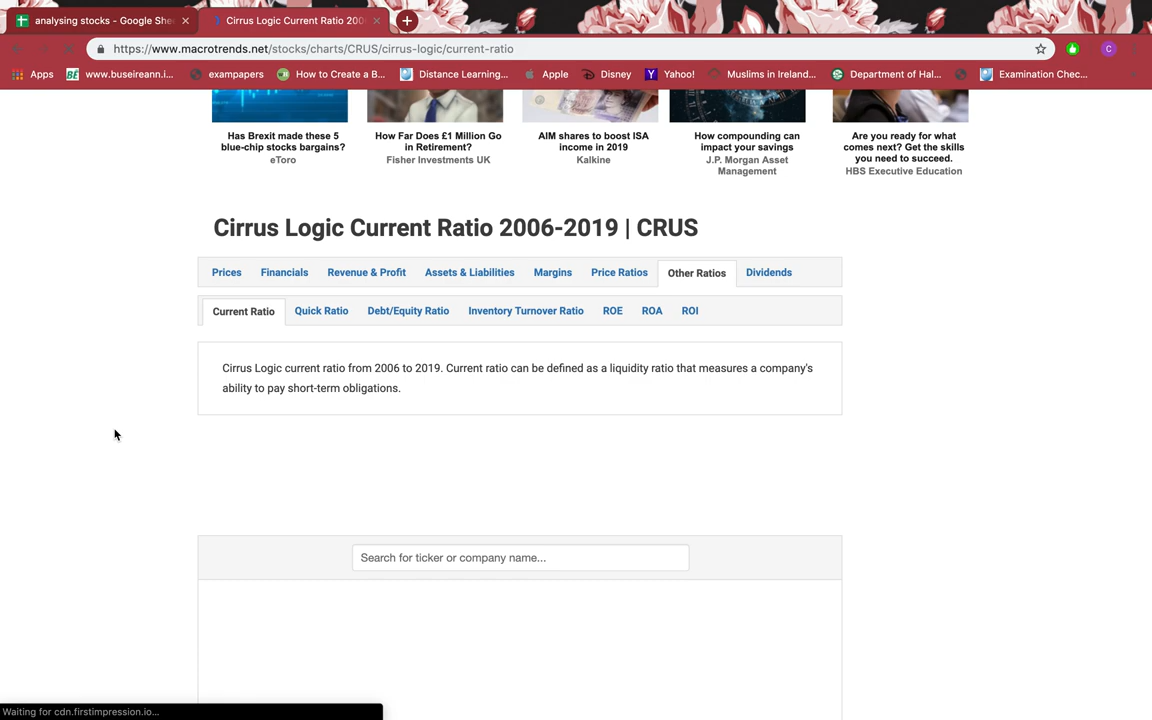 analysing stocks - Google She
Cirrus Logic Current Ratio 200
https://www.macrotrends.net/stocks/charts/CRUS/cirrus-logic/current-ratio
C
Apps
BÉ www.buseireann.i...
exampapers
How to Create a B...
Distance Learning...
Apple
Disney
Y Yahoo!
Muslims in Ireland...
Department of Hal...
Examination Chec...
Has Brexit made these 5
blue-chip stocks bargains?
eToro
How Far Does £1 Million Go
in Retirement?
Fisher Investments UK
AIM shares to boost ISA
income in 2019
Kalkine
How compounding can
impact your savings
J.P. Morgan Asset
Management
Are you ready for what
comes next? Get the skills
you need to succeed.
HBS Executive Education
Cirrus Logic Current Ratio 2006-2019 | CRUS
Prices Financials Revenue & Profit Assets & Liabilities Margins Price Ratios Other Ratios Dividends
Current Ratio Quick Ratio Debt/Equity Ratio Inventory Turnover Ratio ROE ROA ROI
Cirrus Logic current ratio from 2006 to 2019. Current ratio can be defined as a liquidity ratio that measures a company's
ability to pay short-term obligations.
Search for ticker or company name...
Waiting for cdn.firstimpression.io...